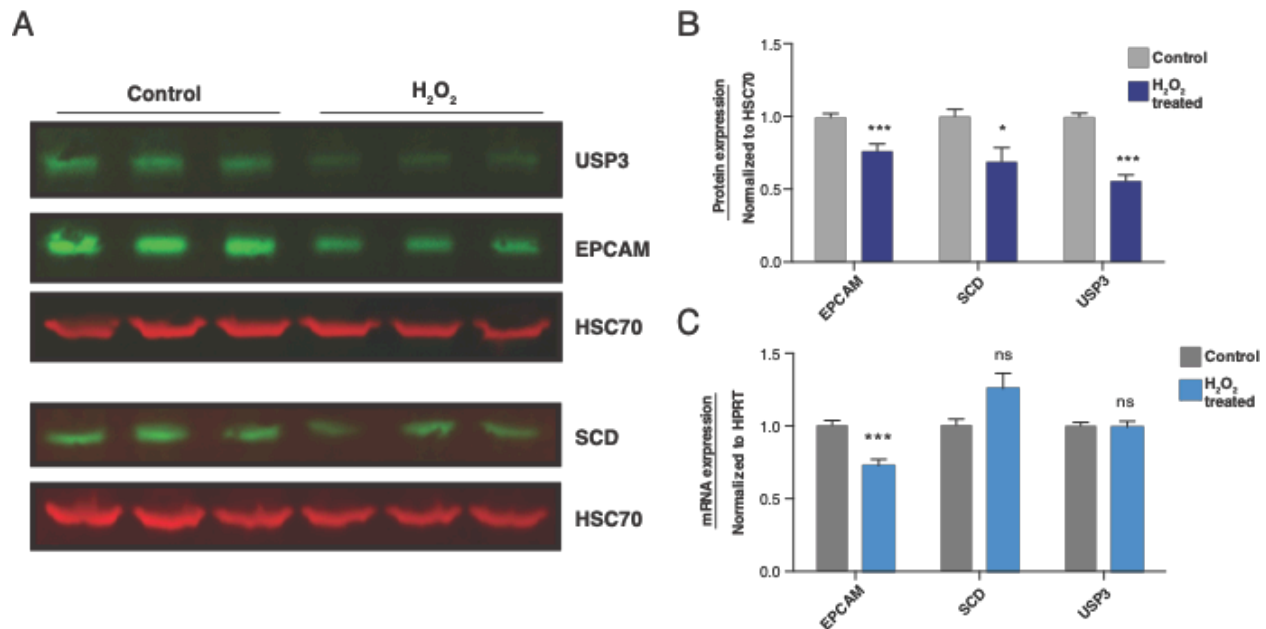 A
Control
H₂O₂
USP3
EPCAM
HSC70
SCD
HSC70
B
Protein exrpression
Normalized to HSC70
1.5
1.0
0.5
0.0
***
*
***
EPCAM
SCD
USP3
Control
H₂O₂
treated
C
mRNA exrpression
Normalized to HPRT
1.5
1.0
0.5
0.0
***
ns
ns
EPCAM
SCD
USP3
Control
H₂O₂
treated